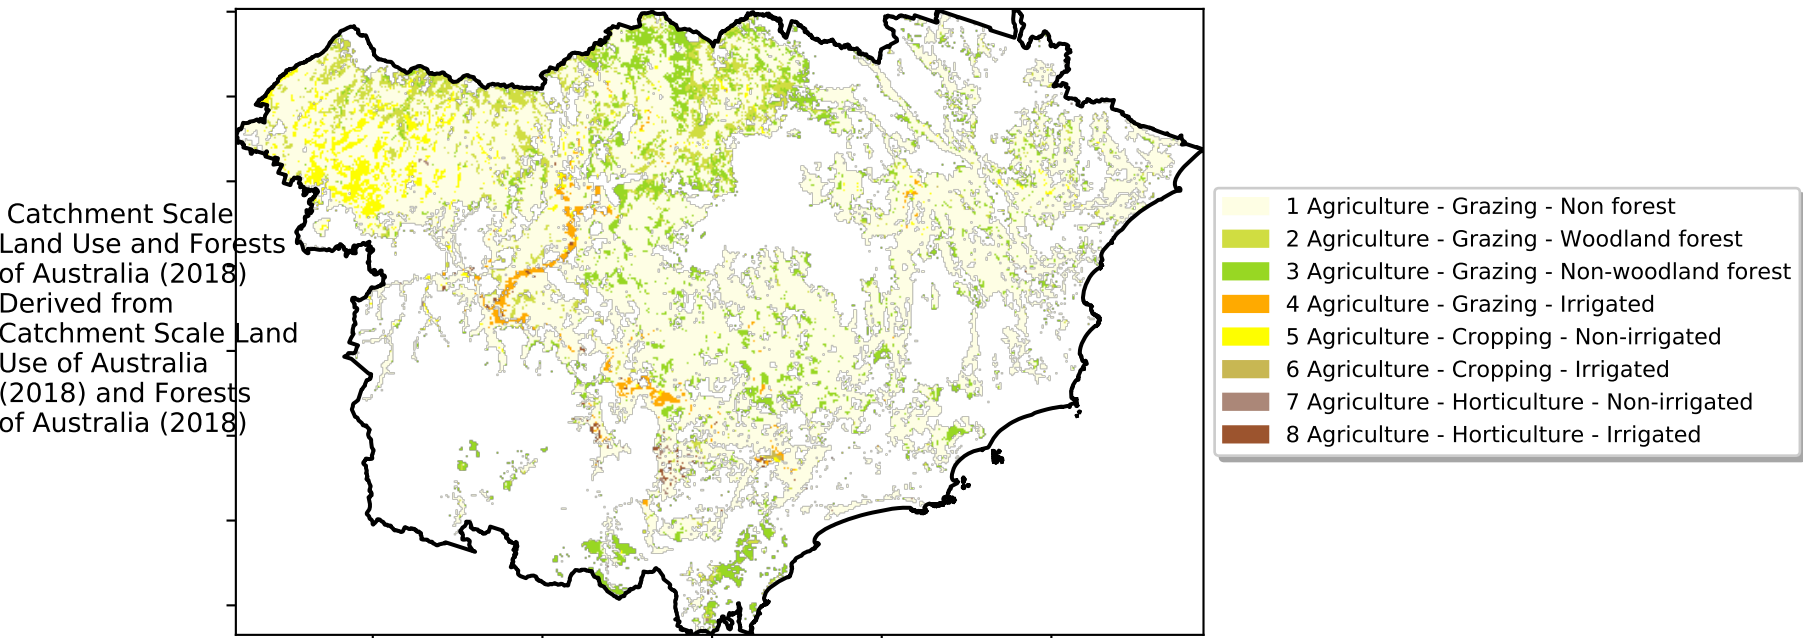 Catchment Scale
Land Use and Forests
of Australia (2018)
Derived from
Catchment Scale Land
Use of Australia
(2018) and Forests
of Australia (2018)
1 Agriculture - Grazing - Non forest
2 Agriculture - Grazing - Woodland forest
3 Agriculture - Grazing - Non-woodland forest
4 Agriculture - Grazing - Irrigated
5 Agriculture - Cropping - Non-irrigated
6 Agriculture - Cropping - Irrigated
7 Agriculture - Horticulture - Non-irrigated
8 Agriculture - Horticulture - Irrigated